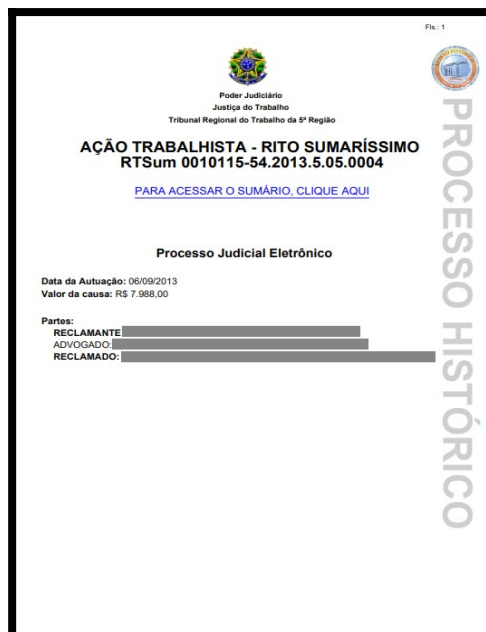 Fls.: 1
Poder Judiciário
Justiça do Trabalho
Tribunal Regional do Trabalho da 5ª Região
AÇÃO TRABALHISTA - RITO SUMARÍSSIMO
RTSum 0010115-54.2013.5.05.0004
PARA ACESSAR O SUMÁRIO, CLIQUE AQUI
Processo Judicial Eletrônico
Data da Autuação: 06/09/2013
Valor da causa: R$ 7.988,00
Partes:
RECLAMANTE
ADVOGADO:
RECLAMADO:
PROCESSO HISTÓRICO